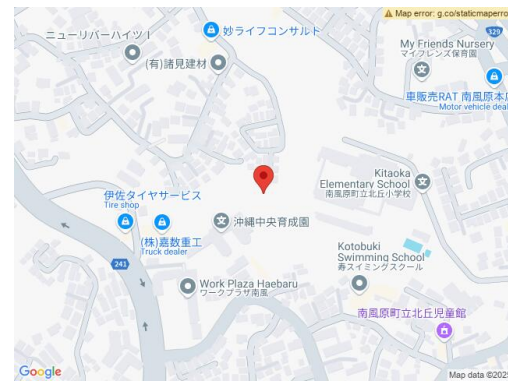 Map error: g.co/staticmaperro
妙ライフコンサルト
ニューリバーハイツⅠ
329
My Friends Nursery
マイフレンズ保育園
(有)諸見建材
車販売RAT 南風原本店
Motor vehicle deal
Kitaoka
Elementary School
南風原町立北丘小学校
伊佐タイヤサービス
Tire shop
沖縄中央育成園
(株)嘉数重工
Truck dealer
Kotobuki
Swimming School
寿スイミングスクール
241
Work Plaza Haebaru
ワークプラザ南風
南風原町立北丘児童館
Google
Map data ©2025